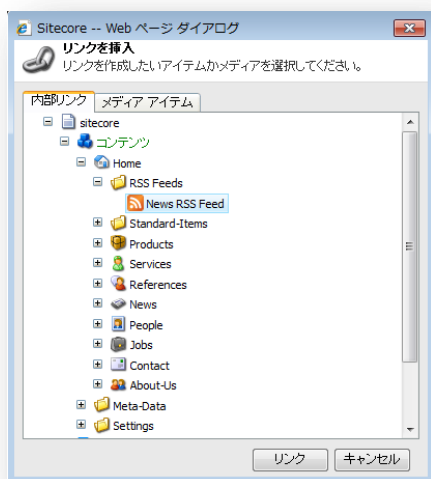 Sitecore -- Web ページ ダイアログ
リンクを挿入
リンクを作成したいアイテムかメディアを選択してください。
内部リンク メディア アイテム
sitecore
コンテンツ
Home
RSS Feeds
News RSS Feed
Standard-Items
Products
Services
References
News
People
Jobs
Contact
About-Us
Meta-Data
Settings
リンク キャンセル